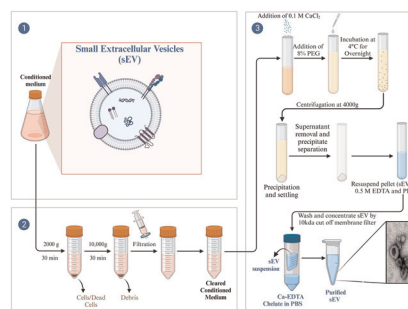 1
Conditioned
medium
Small Extracellular Vesicles
(sEV)
2
2000 g
30 min
10,000g
30 min
Filtration
Cells/Dead
Cells
Debris
Cleared
Conditioned
Medium
3
Addition of 0.1 M CaCl₂
Addition of
8% PEG
Incubation at
4°C for
Overnight
Centrifugation at 4000g
Supernatant
removal and
precipitate
separation
Precipitation
and settling
Resuspend pellet (sEV
0.5 M EDTA and PB
Wash and concentrate sEV by
10kda cut off membrane filter
sEV
suspension
Ca-EDTA
Chelate in PBS
Purified
sEV